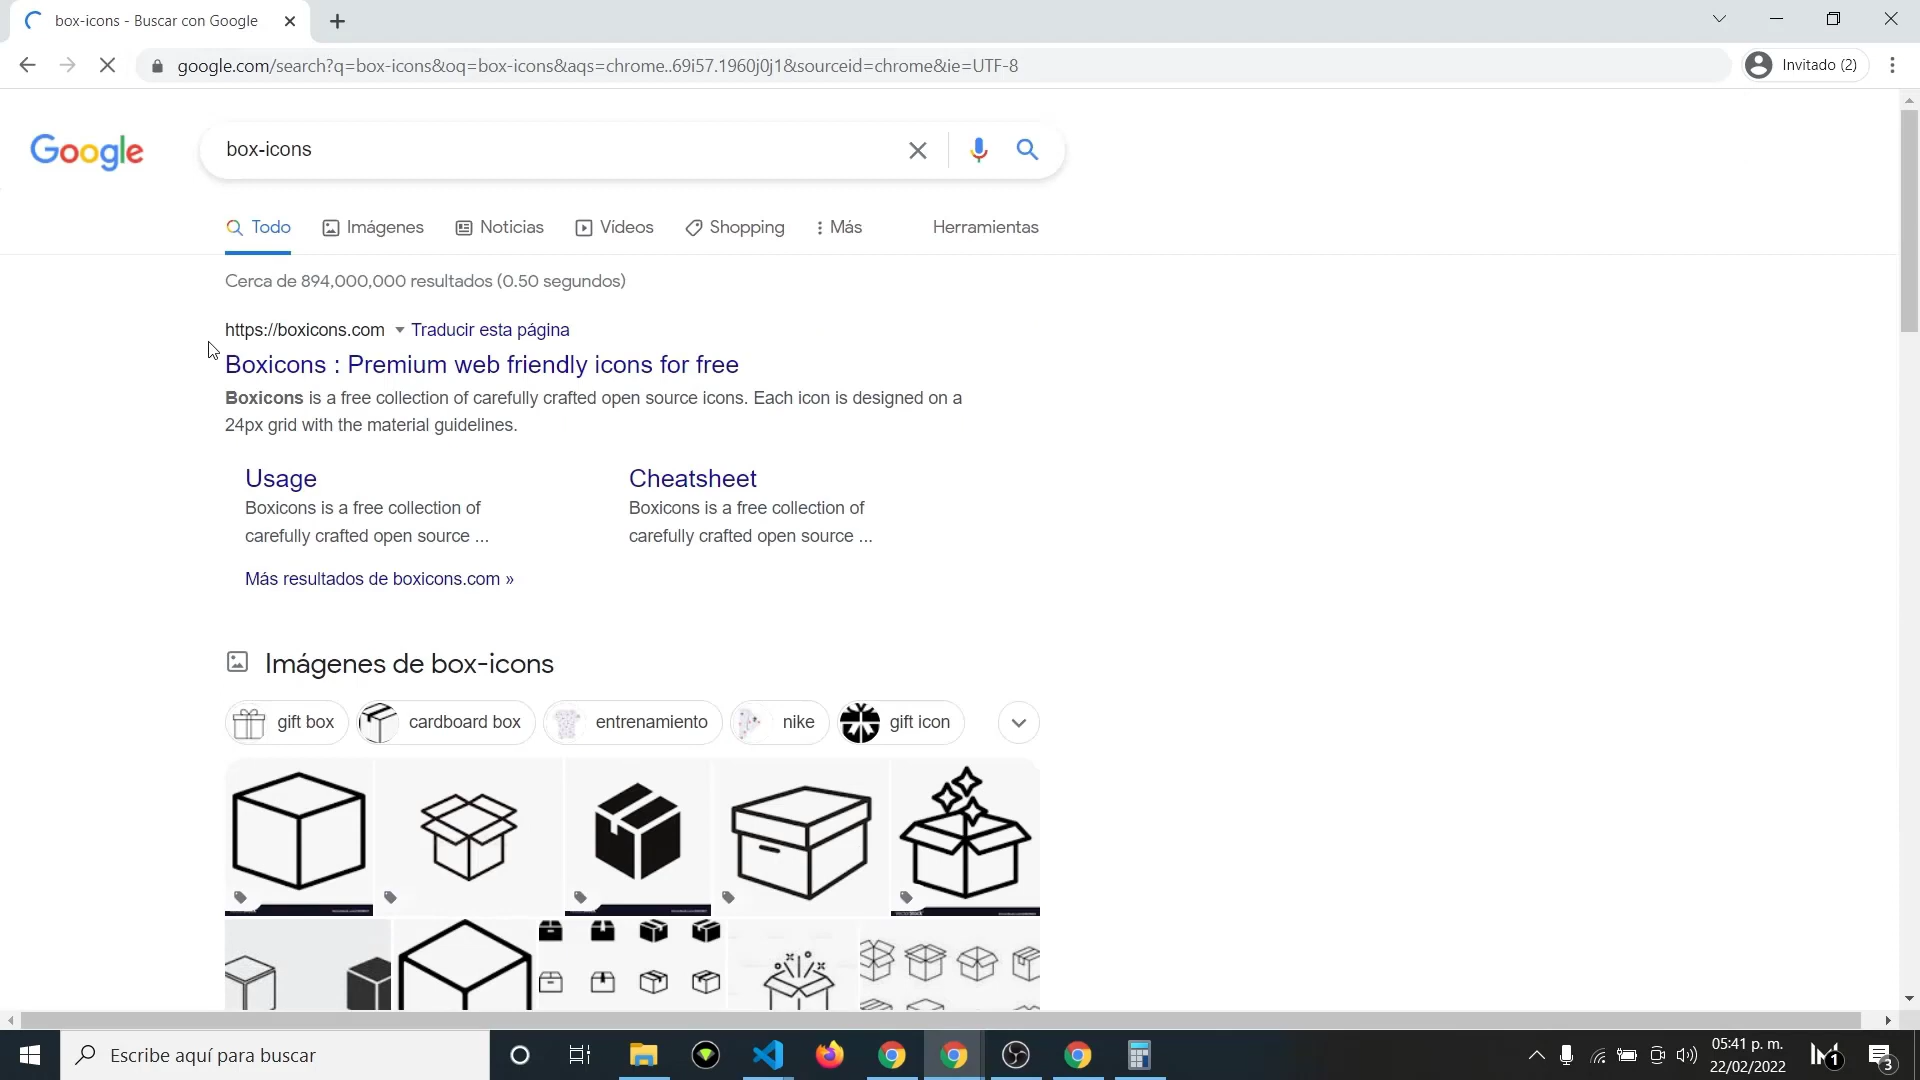 box-icons - Buscar con Google
google.com/search?q=box-icons&oq=box-icons&aqs=chrome..69i57.1960j0j1&sourceid=chrome&ie=UTF-8
Invitado (2)
Google
box-icons
Todo Imágenes Noticias Vídeos Shopping Más Herramientas
Cerca de 894,000,000 resultados (0.50 segundos)
https://boxicons.com Traducir esta página
Boxicons : Premium web friendly icons for free
Boxicons is a free collection of carefully crafted open source icons. Each icon is designed on a
24px grid with the material guidelines.
Usage
Boxicons is a free collection of
carefully crafted open source ...
Cheatsheet
Boxicons is a free collection of
carefully crafted open source ...
Más resultados de boxicons.com »
Imágenes de box-icons
gift box cardboard box entrenamiento nike gift icon
Escribe aquí para buscar
05:41 p. m.
22/02/2022
1
3